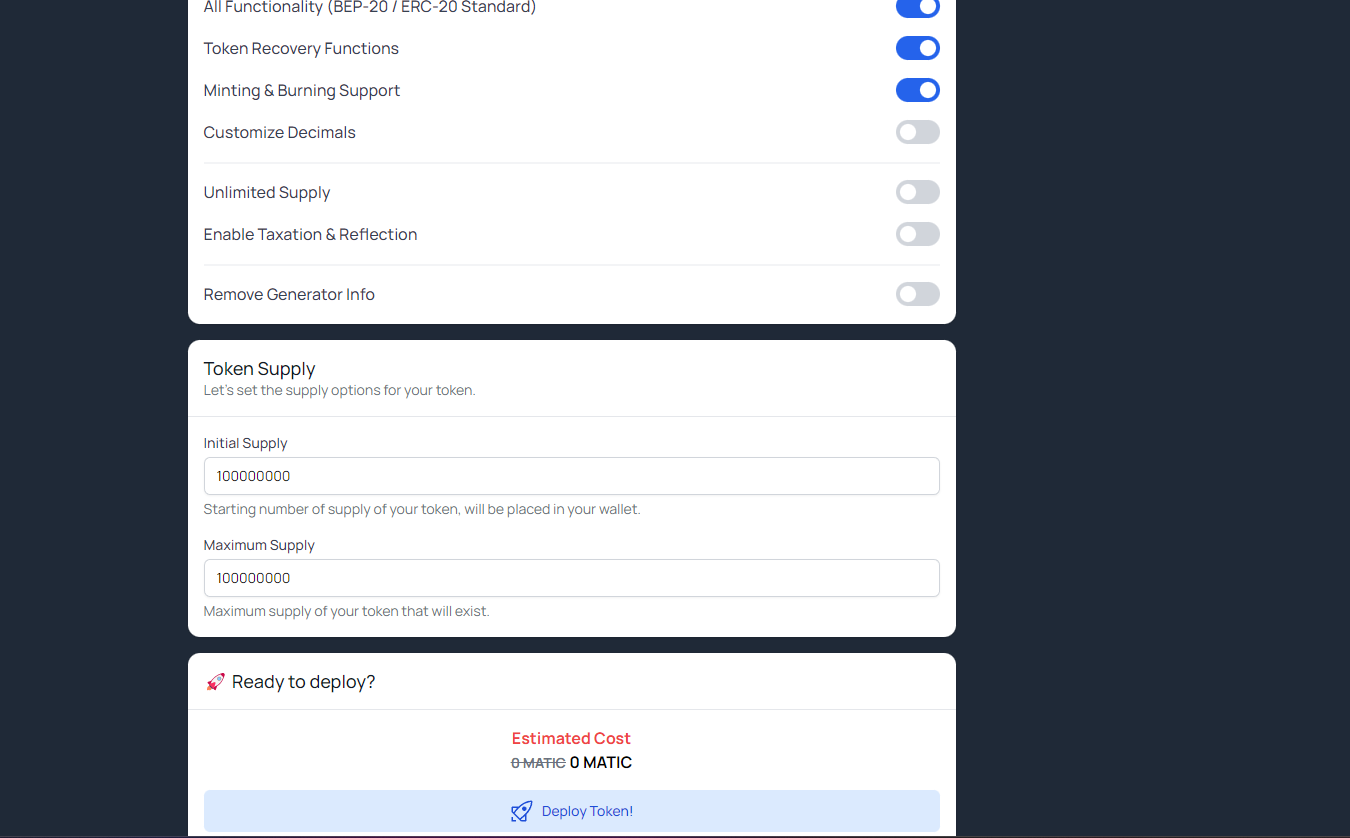 All Functionality (BEP-20 / ERC-20 Standard)
Token Recovery Functions
Minting & Burning Support
Customize Decimals
Unlimited Supply
Enable Taxation & Reflection
Remove Generator Info
Token Supply
Let's set the supply options for your token.
Initial Supply
100000000
Starting number of supply of your token, will be placed in your wallet.
Maximum Supply
100000000
Maximum supply of your token that will exist.
🚀 Ready to deploy?
Estimated Cost
0 MATIC 0 MATIC
Deploy Token!